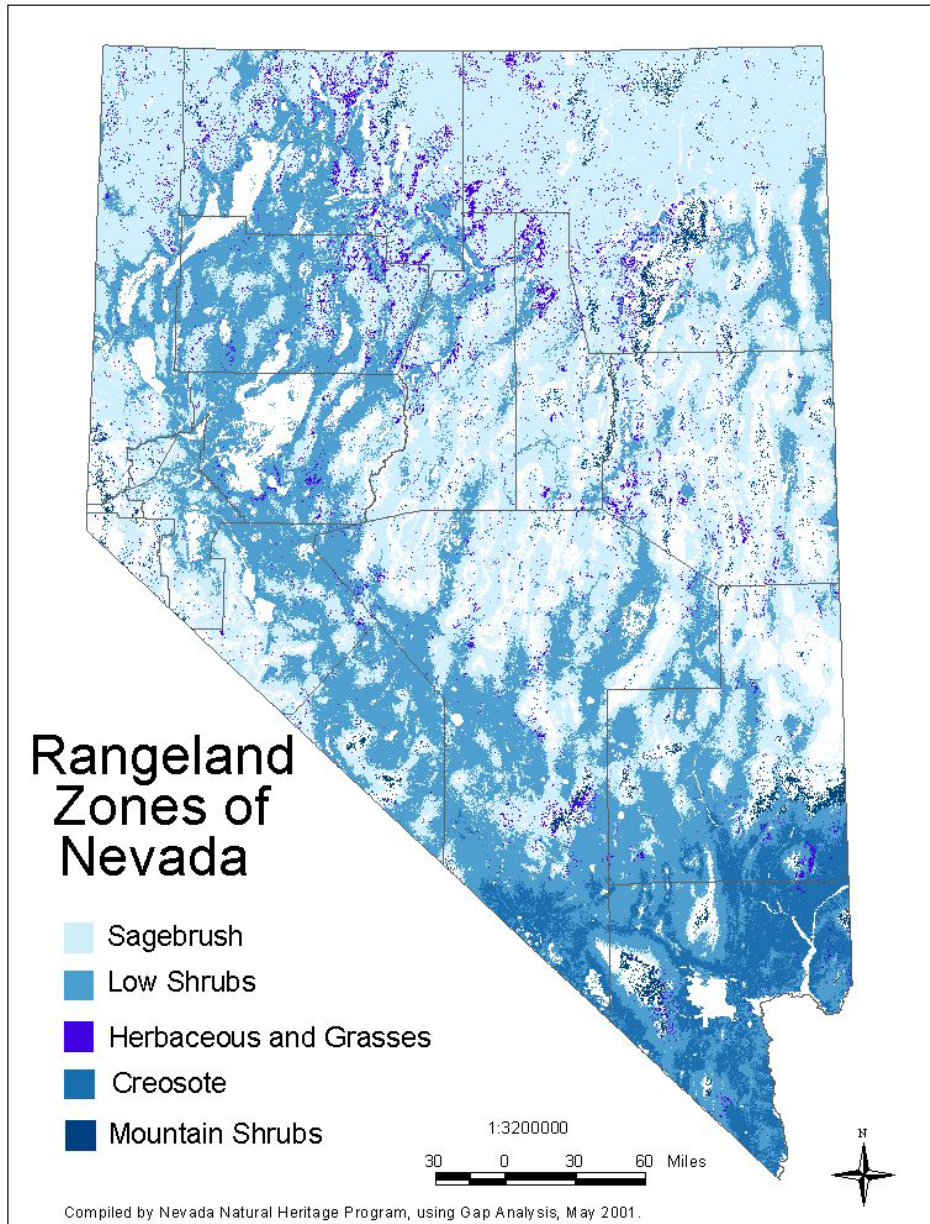 Rangeland
Zones of
Nevada
Sagebrush
Low Shrubs
Herbaceous and Grasses
Creosote
Mountain Shrubs
1:3200000
30 0 30 60 Miles
N
Compiled by Nevada Natural Heritage Program, using Gap Analysis, May 2001.